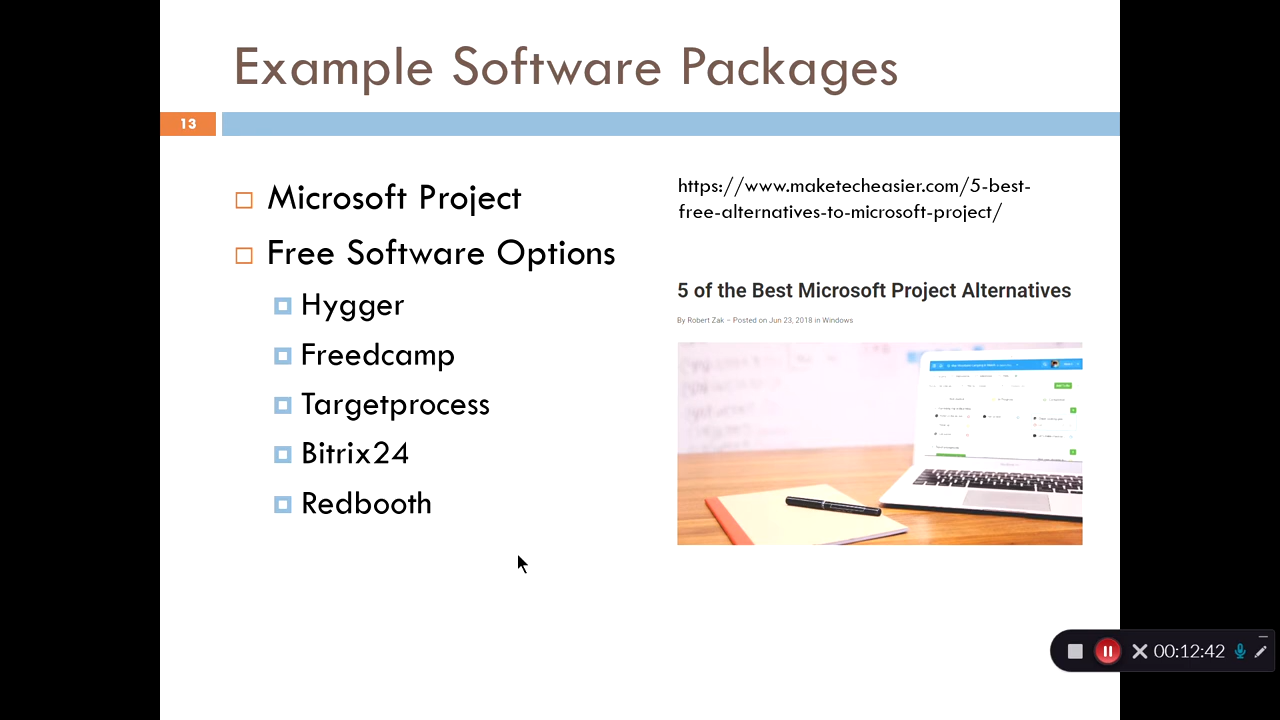 Example Software Packages
13
Microsoft Project
Free Software Options
Hygger
Freedcamp
Targetprocess
Bitrix24
Redbooth
https://www.maketecheasier.com/5-best-
free-alternatives-to-microsoft-project/
5 of the Best Microsoft Project Alternatives
By Robert Zak – Posted on Jun 23, 2018 in Windows
00:12:42